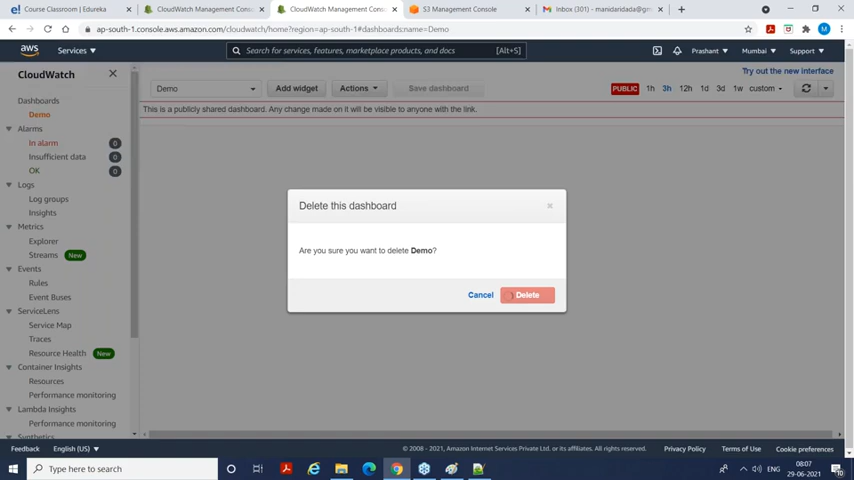 Course Classroom | Edureka
CloudWatch Management Cons
CloudWatch Management Cons
S3 Management Console
Inbox (301) - manidaridada@gm
ap-south-1.console.aws.amazon.com/cloudwatch/home?region=ap-south-1#dashboards:name=Demo
M
aws
Services
Search for services, features, marketplace products, and docs
[Alt+S]
Prashant
Mumbai
Support
CloudWatch
Try out the new interface
Dashboards
Demo
Alarms
In alarm
0
Insufficient data
0
OK
0
Logs
Log groups
Insights
Metrics
Explorer
Streams
New
Events
Rules
Event Buses
ServiceLens
Service Map
Traces
Resource Health
New
Container Insights
Resources
Performance monitoring
Lambda Insights
Performance monitoring
Synthetics
Demo
Add widget
Actions
Save dashboard
PUBLIC
1h
3h
12h
1d
3d
1w
custom
This is a publicly shared dashboard. Any change made on it will be visible to anyone with the link.
Delete this dashboard
Are you sure you want to delete Demo?
Cancel
Delete
Feedback
English (US)
© 2008 - 2021, Amazon Internet Services Private Ltd. or its affiliates. All rights reserved.
Privacy Policy
Terms of Use
Cookie preferences
Type here to search
ENG
08:07
29-06-2021
10